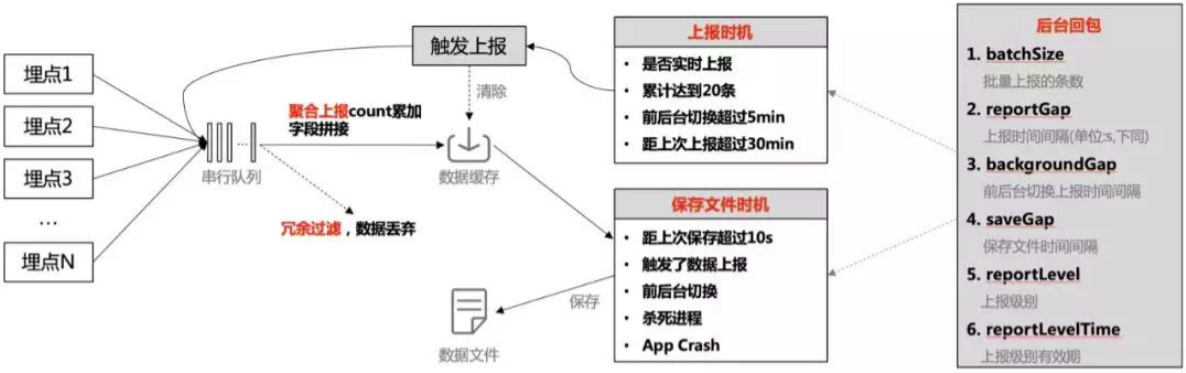 埋点1
埋点2
埋点3
...
埋点N
串行队列
聚合上报count累加
字段拼接
冗余过滤，数据丢弃
触发上报
清除
数据缓存
保存
数据文件
上报时机
• 是否实时上报
• 累计达到20条
• 前后台切换超过5min
• 距上次上报超过30min
保存文件时机
• 距上次保存超过10s
• 触发了数据上报
• 前后台切换
• 杀死进程
• App Crash
后台回包
1. batchSize
批量上报的条数
2. reportGap
上报时间间隔(单位:s,下同)
3. backgroundGap
前后台切换上报时间间隔
4. saveGap
保存文件时间间隔
5. reportLevel
上报级别
6. reportLevelTime
上报级别有效期